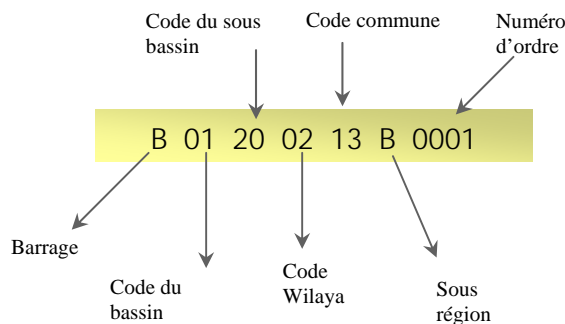 Code du sous
bassin
Code commune
Numéro
d’ordre
B 01 20 02 13 B 0001
Barrage
Code du
bassin
Code
Wilaya
Sous
région